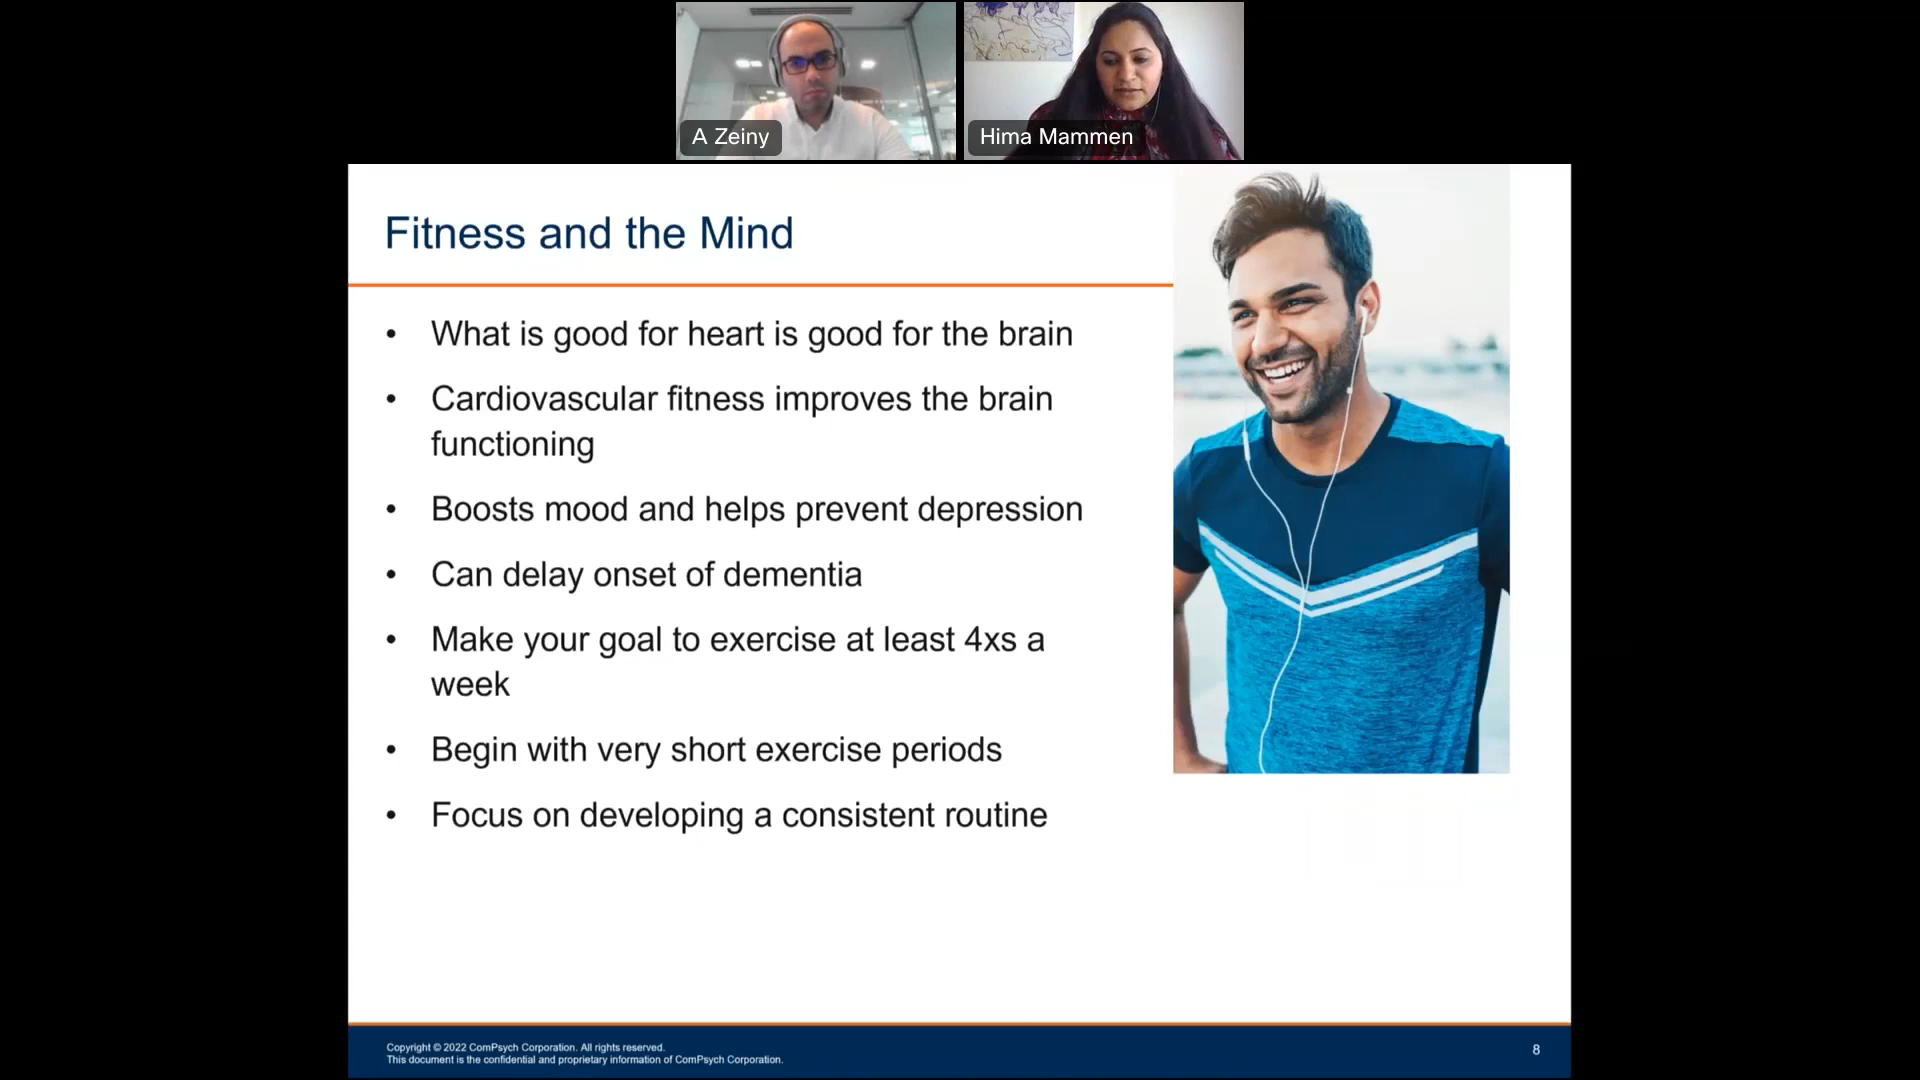 A Zeiny
Hima Mammen
Fitness and the Mind
• What is good for heart is good for the brain
• Cardiovascular fitness improves the brain
functioning
• Boosts mood and helps prevent depression
• Can delay onset of dementia
• Make your goal to exercise at least 4xs a
week
• Begin with very short exercise periods
• Focus on developing a consistent routine
Copyright © 2022 ComPsych Corporation. All rights reserved.
This document is the confidential and proprietary information of ComPsych Corporation.
8